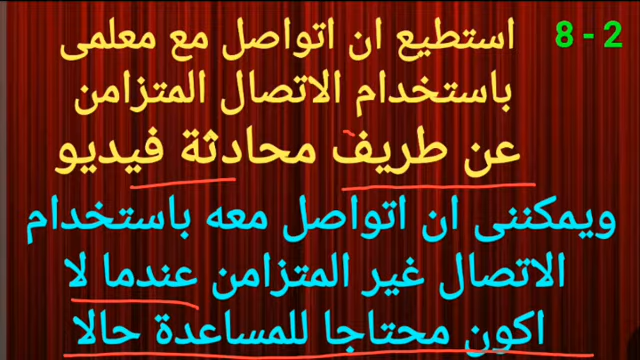 8 - 2
استطيع ان اتواصل مع معلمى
باستخدام الاتصال المتزامن
عن طريف محادثة فيديو
ويمكننى ان اتواصل معه باستخدام
الاتصال غير المتزامن عندما لا
اكون محتاجا للمساعدة حالا